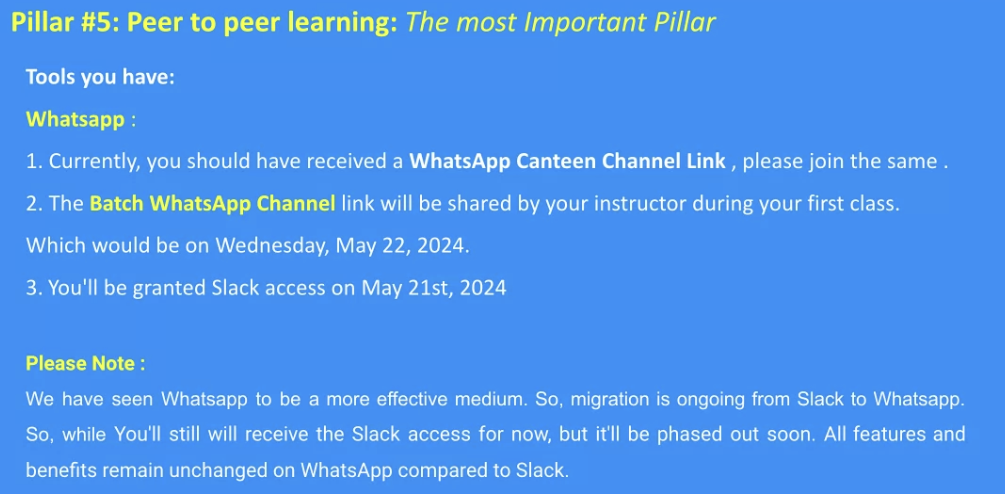 Pillar #5: Peer to peer learning: The most Important Pillar
Tools you have:
Whatsapp :
1. Currently, you should have received a WhatsApp Canteen Channel Link , please join the same .
2. The Batch WhatsApp Channel link will be shared by your instructor during your first class.
Which would be on Wednesday, May 22, 2024.
3. You'll be granted Slack access on May 21st, 2024
Please Note :
We have seen Whatsapp to be a more effective medium. So, migration is ongoing from Slack to Whatsapp.
So, while You'll still will receive the Slack access for now, but it'll be phased out soon. All features and
benefits remain unchanged on WhatsApp compared to Slack.